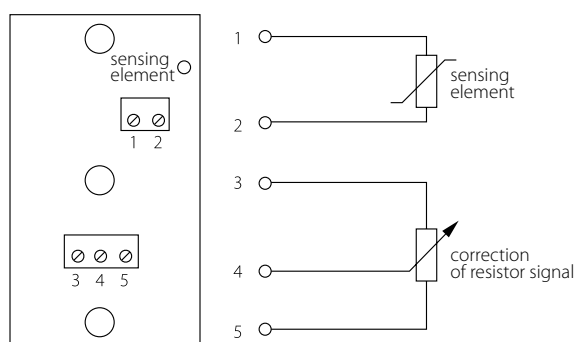 sensing
element
1 2
3 4 5
1
2
sensing
element
3
4
5
correction
of resistor signal